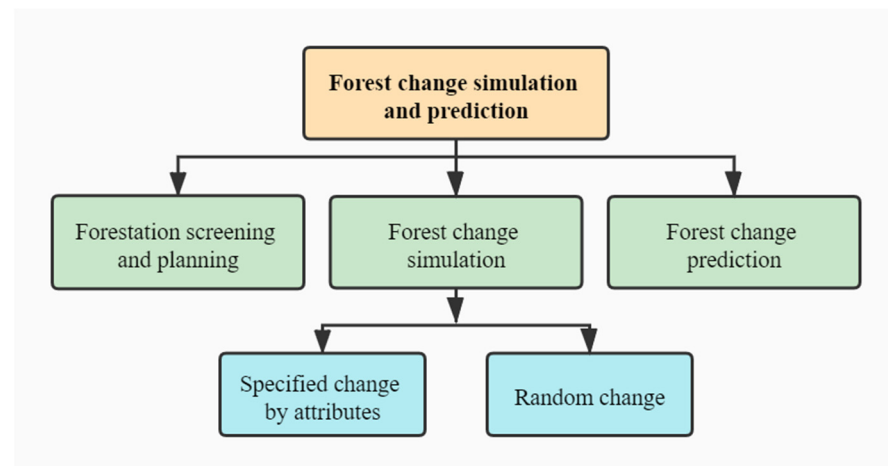 Forest change simulation
and prediction
Forestation screening
and planning
Forest change
simulation
Forest change
prediction
Specified change
by attributes
Random change